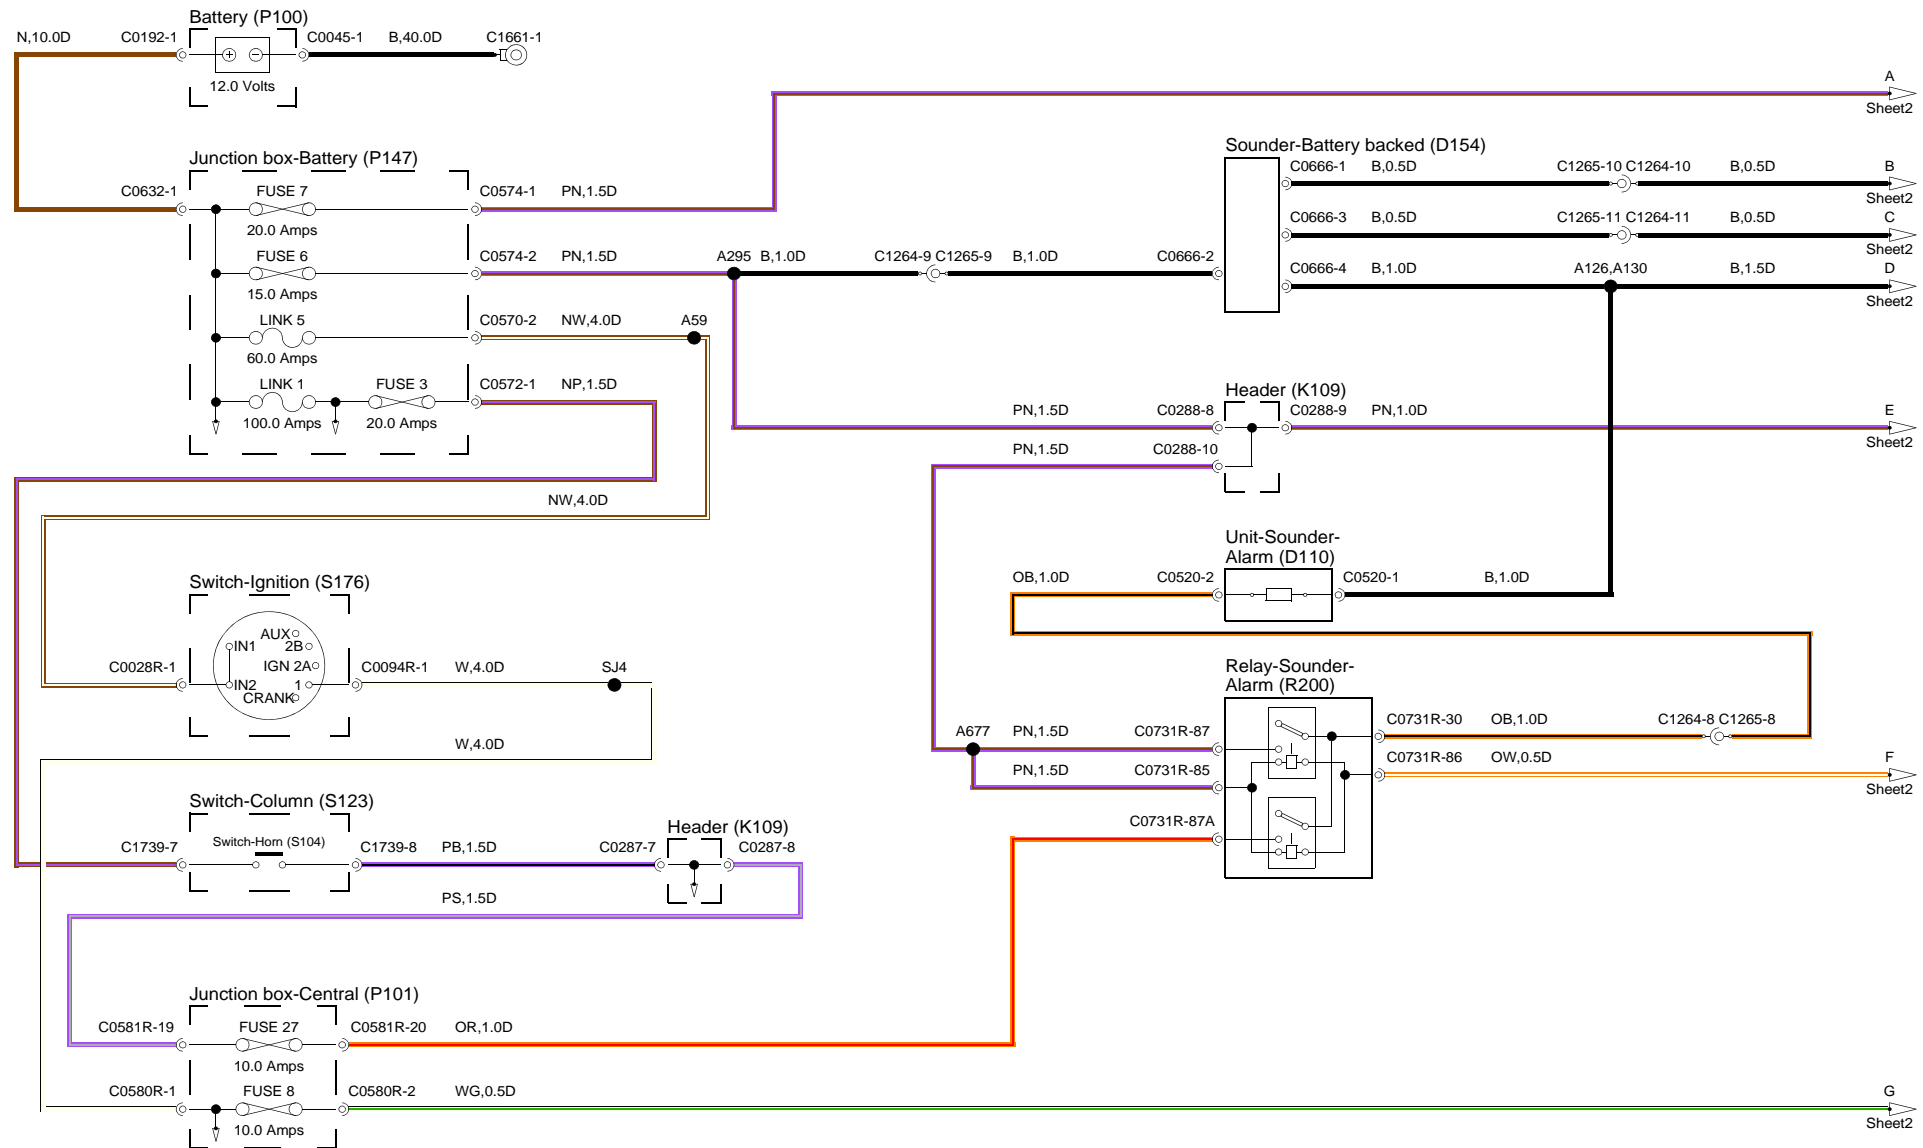 Battery (P100)
N,10.0D
C0192-1
C0045-1
B,40.0D
C1661-1
12.0 Volts
A
Sheet2
Junction box-Battery (P147)
C0632-1
FUSE 7
20.0 Amps
C0574-1
PN,1.5D
FUSE 6
15.0 Amps
C0574-2
PN,1.5D
A295
B,1.0D
C1264-9
C1265-9
B,1.0D
C0666-2
LINK 5
60.0 Amps
C0570-2
NW,4.0D
A59
LINK 1
100.0 Amps
FUSE 3
20.0 Amps
C0572-1
NP,1.5D
Sounder-Battery backed (D154)
C0666-1
B,0.5D
C1265-10
C1264-10
B,0.5D
B
Sheet2
C0666-3
B,0.5D
C1265-11
C1264-11
B,0.5D
C
Sheet2
C0666-4
B,1.0D
A126,A130
B,1.5D
D
Sheet2
Header (K109)
PN,1.5D
C0288-8
C0288-9
PN,1.0D
E
Sheet2
PN,1.5D
C0288-10
NW,4.0D
Unit-Sounder-
Alarm (D110)
OB,1.0D
C0520-2
C0520-1
B,1.0D
Switch-Ignition (S176)
AUX
IN1
2B
IGN 2A
IN2
1
CRANK
C0028R-1
C0094R-1
W,4.0D
SJ4
W,4.0D
Relay-Sounder-
Alarm (R200)
A677
PN,1.5D
C0731R-87
C0731R-30
OB,1.0D
C1264-8
C1265-8
PN,1.5D
C0731R-85
C0731R-86
OW,0.5D
F
Sheet2
C0731R-87A
Switch-Column (S123)
Switch-Horn (S104)
C1739-7
C1739-8
PB,1.5D
C0287-7
Header (K109)
C0287-8
PS,1.5D
Junction box-Central (P101)
C0581R-19
FUSE 27
10.0 Amps
C0581R-20
OR,1.0D
C0580R-1
FUSE 8
10.0 Amps
C0580R-2
WG,0.5D
G
Sheet2